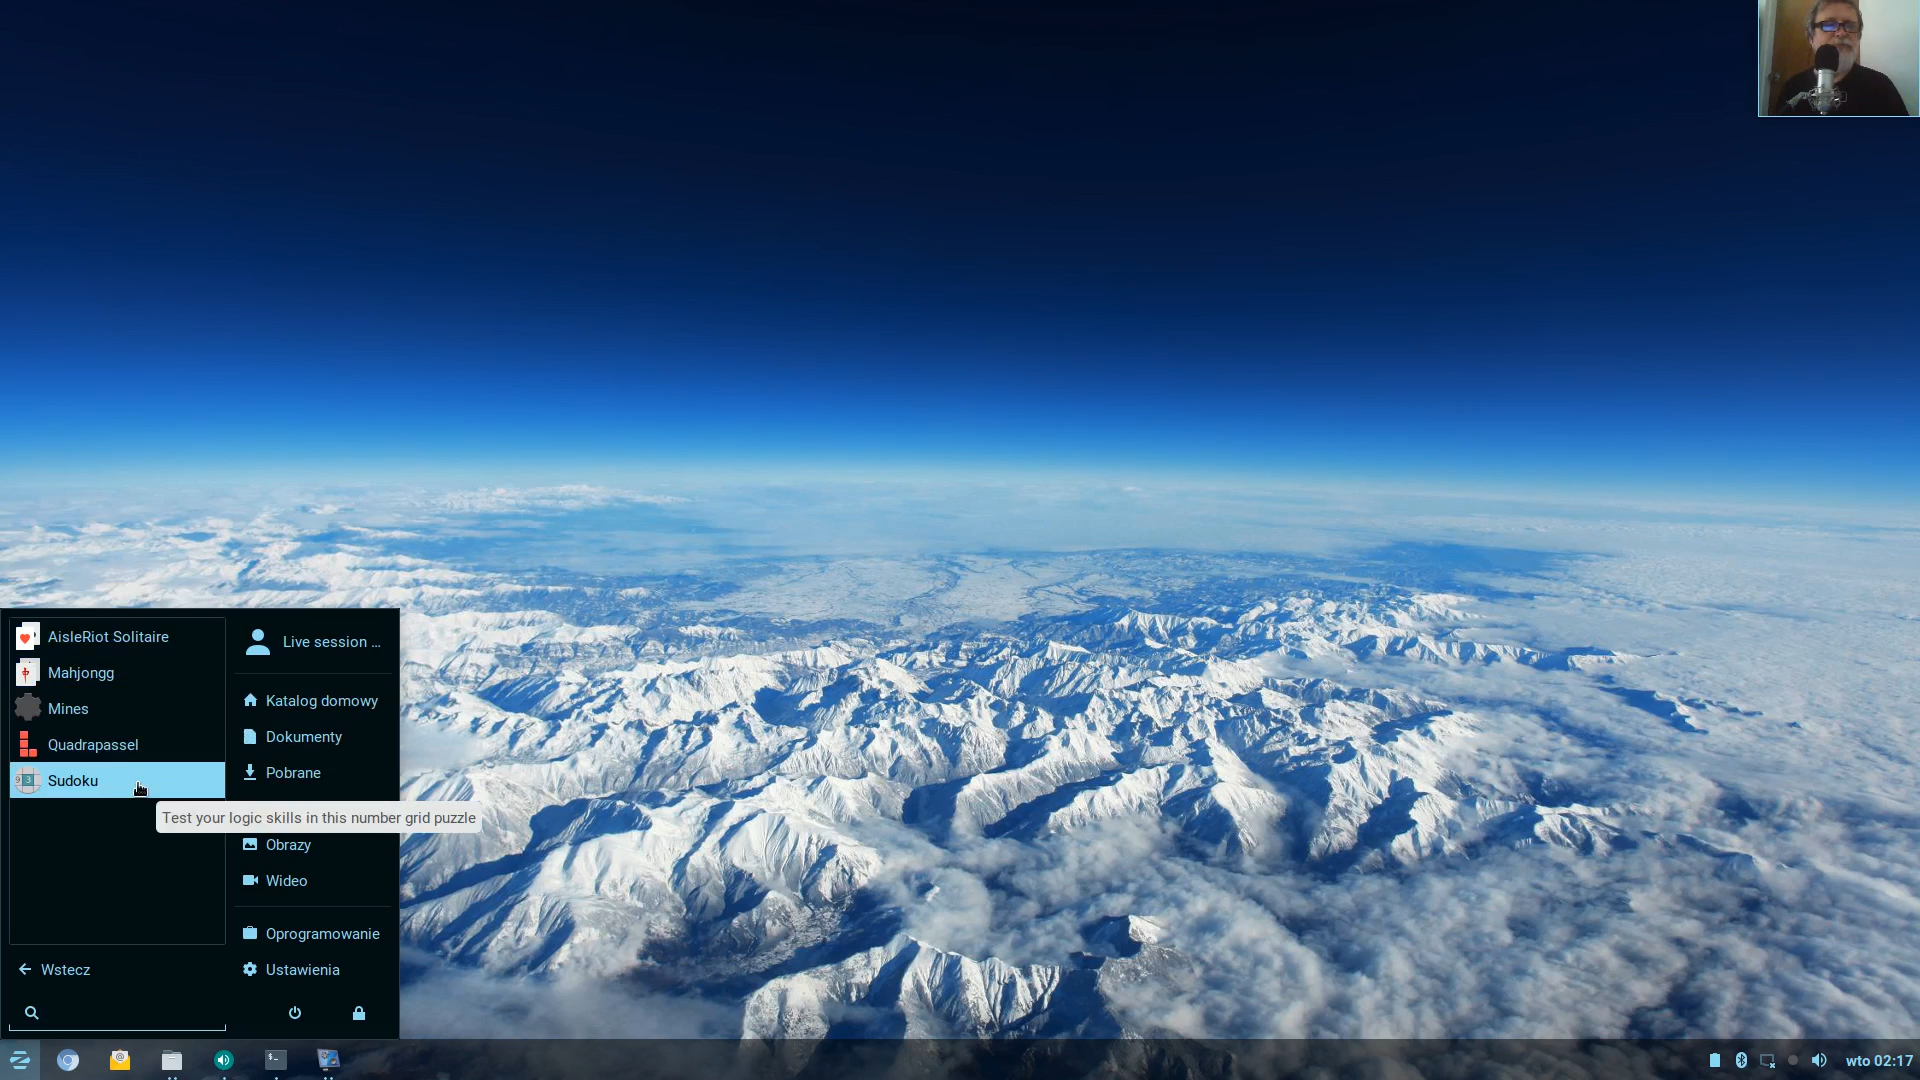 AisleRiot Solitaire
Mahjongg
Mines
Quadrapassel
Sudoku
Test your logic skills in this number grid puzzle
Wstecz
Live session ...
Katalog domowy
Dokumenty
Pobrane
Obrazy
Wideo
Oprogramowanie
Ustawienia
wto 02:17